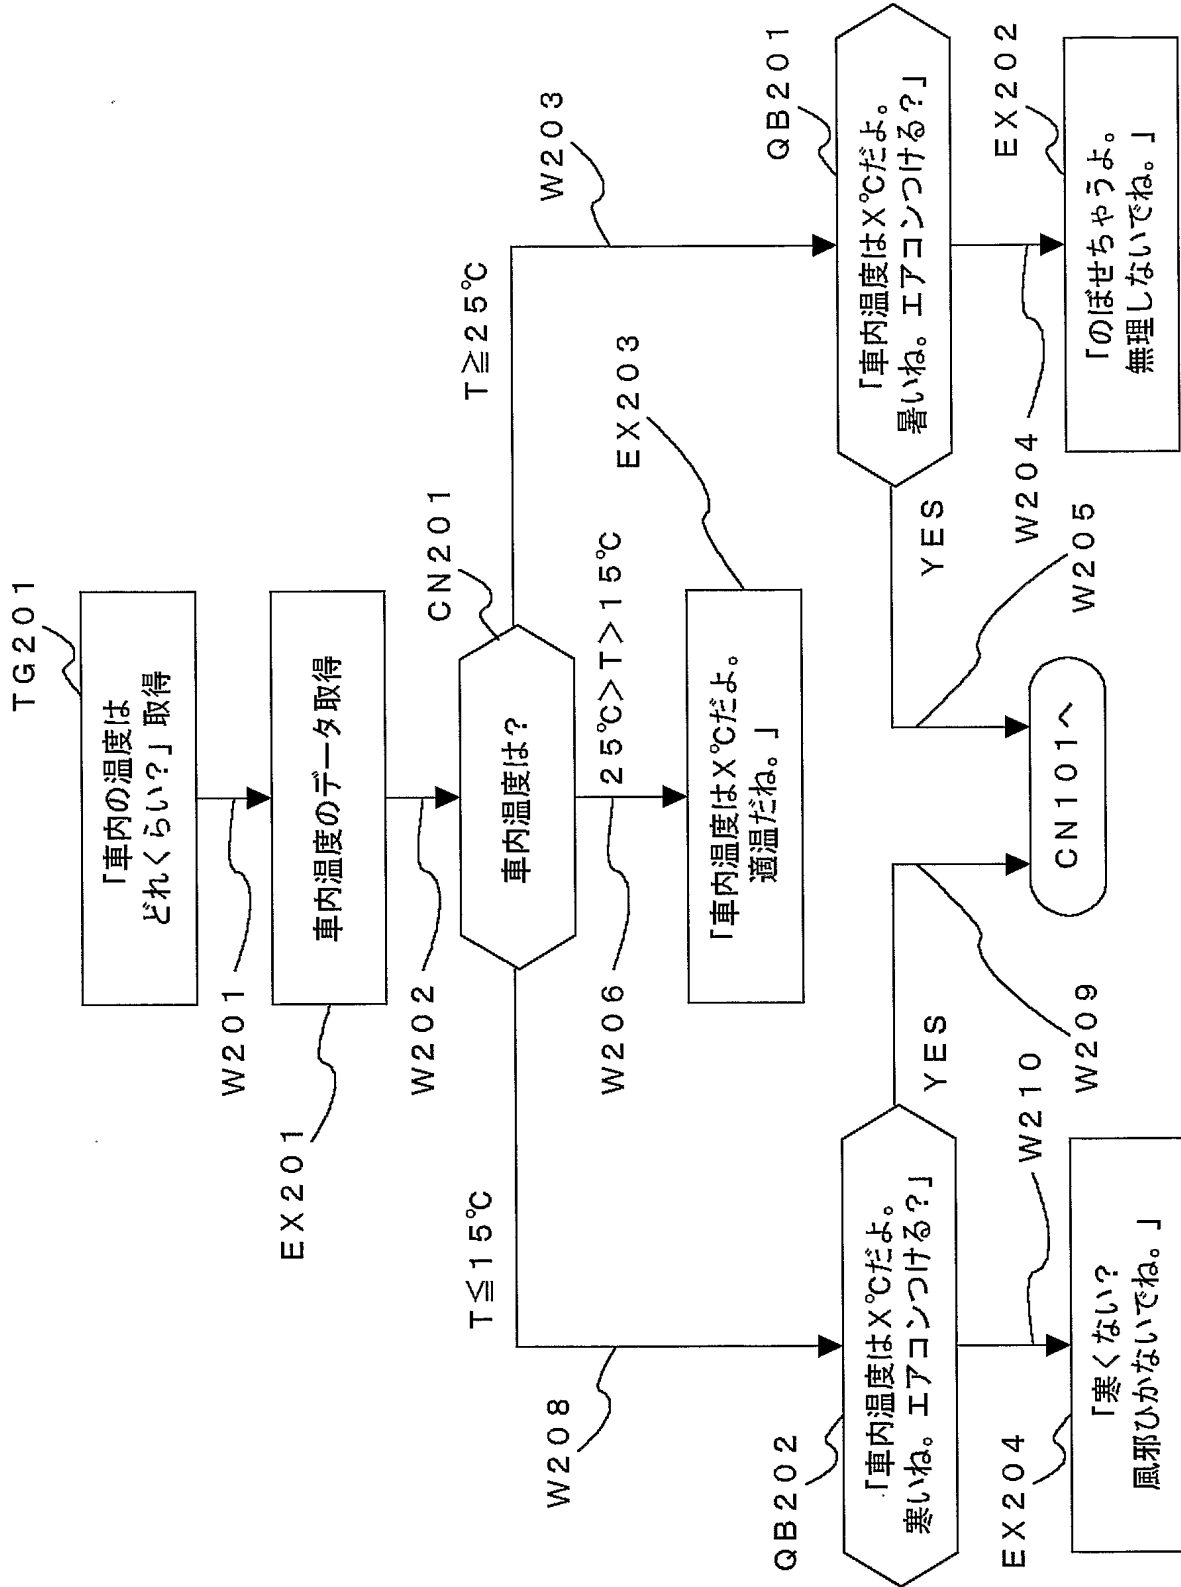 TG201
「車内の温度は
どれくらい?」取得
W201
EX201
車内温度のデータ取得
W202
CN201
車内温度は?
T≦15℃
25℃>T>15℃
T≧25℃
W208
W206
W203
EX203
「車内温度はX℃だよ。
適温だね。」
QB202
「車内温度はX℃だよ。
寒いね。エアコンつける?」
QB201
「車内温度はX℃だよ。
暑いね。エアコンつける?」
YES
YES
W210
W209
W205
W204
CN101へ
EX204
「寒くない?
風邪ひかないでね。」
EX202
「のぼせちゃうよ。
無理しないでね。」